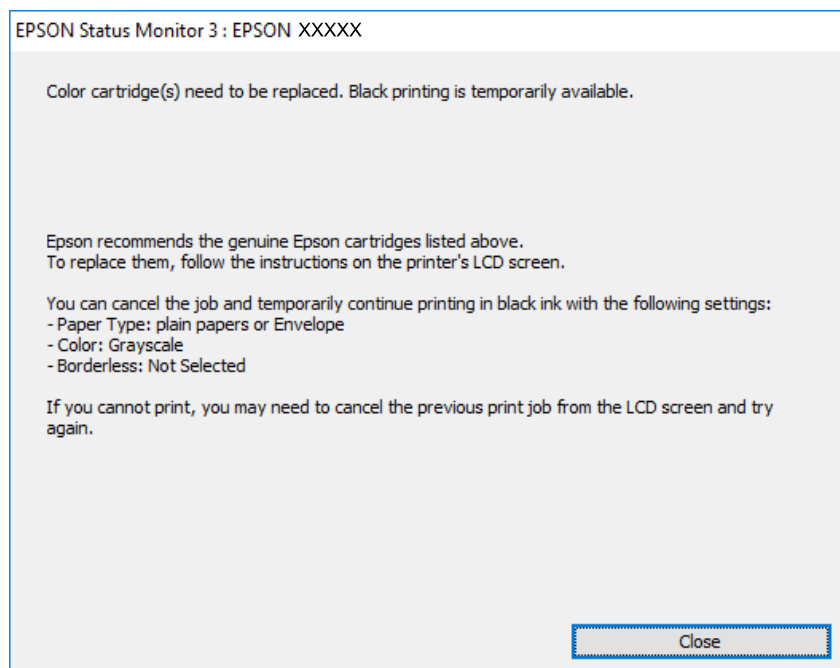 EPSON Status Monitor 3 : EPSON XXXXX
Color cartridge(s) need to be replaced. Black printing is temporarily available.
Epson recommends the genuine Epson cartridges listed above.
To replace them, follow the instructions on the printer's LCD screen.
You can cancel the job and temporarily continue printing in black ink with the following settings:
- Paper Type: plain papers or Envelope
- Color: Grayscale
- Borderless: Not Selected
If you cannot print, you may need to cancel the previous print job from the LCD screen and try
again.
Close